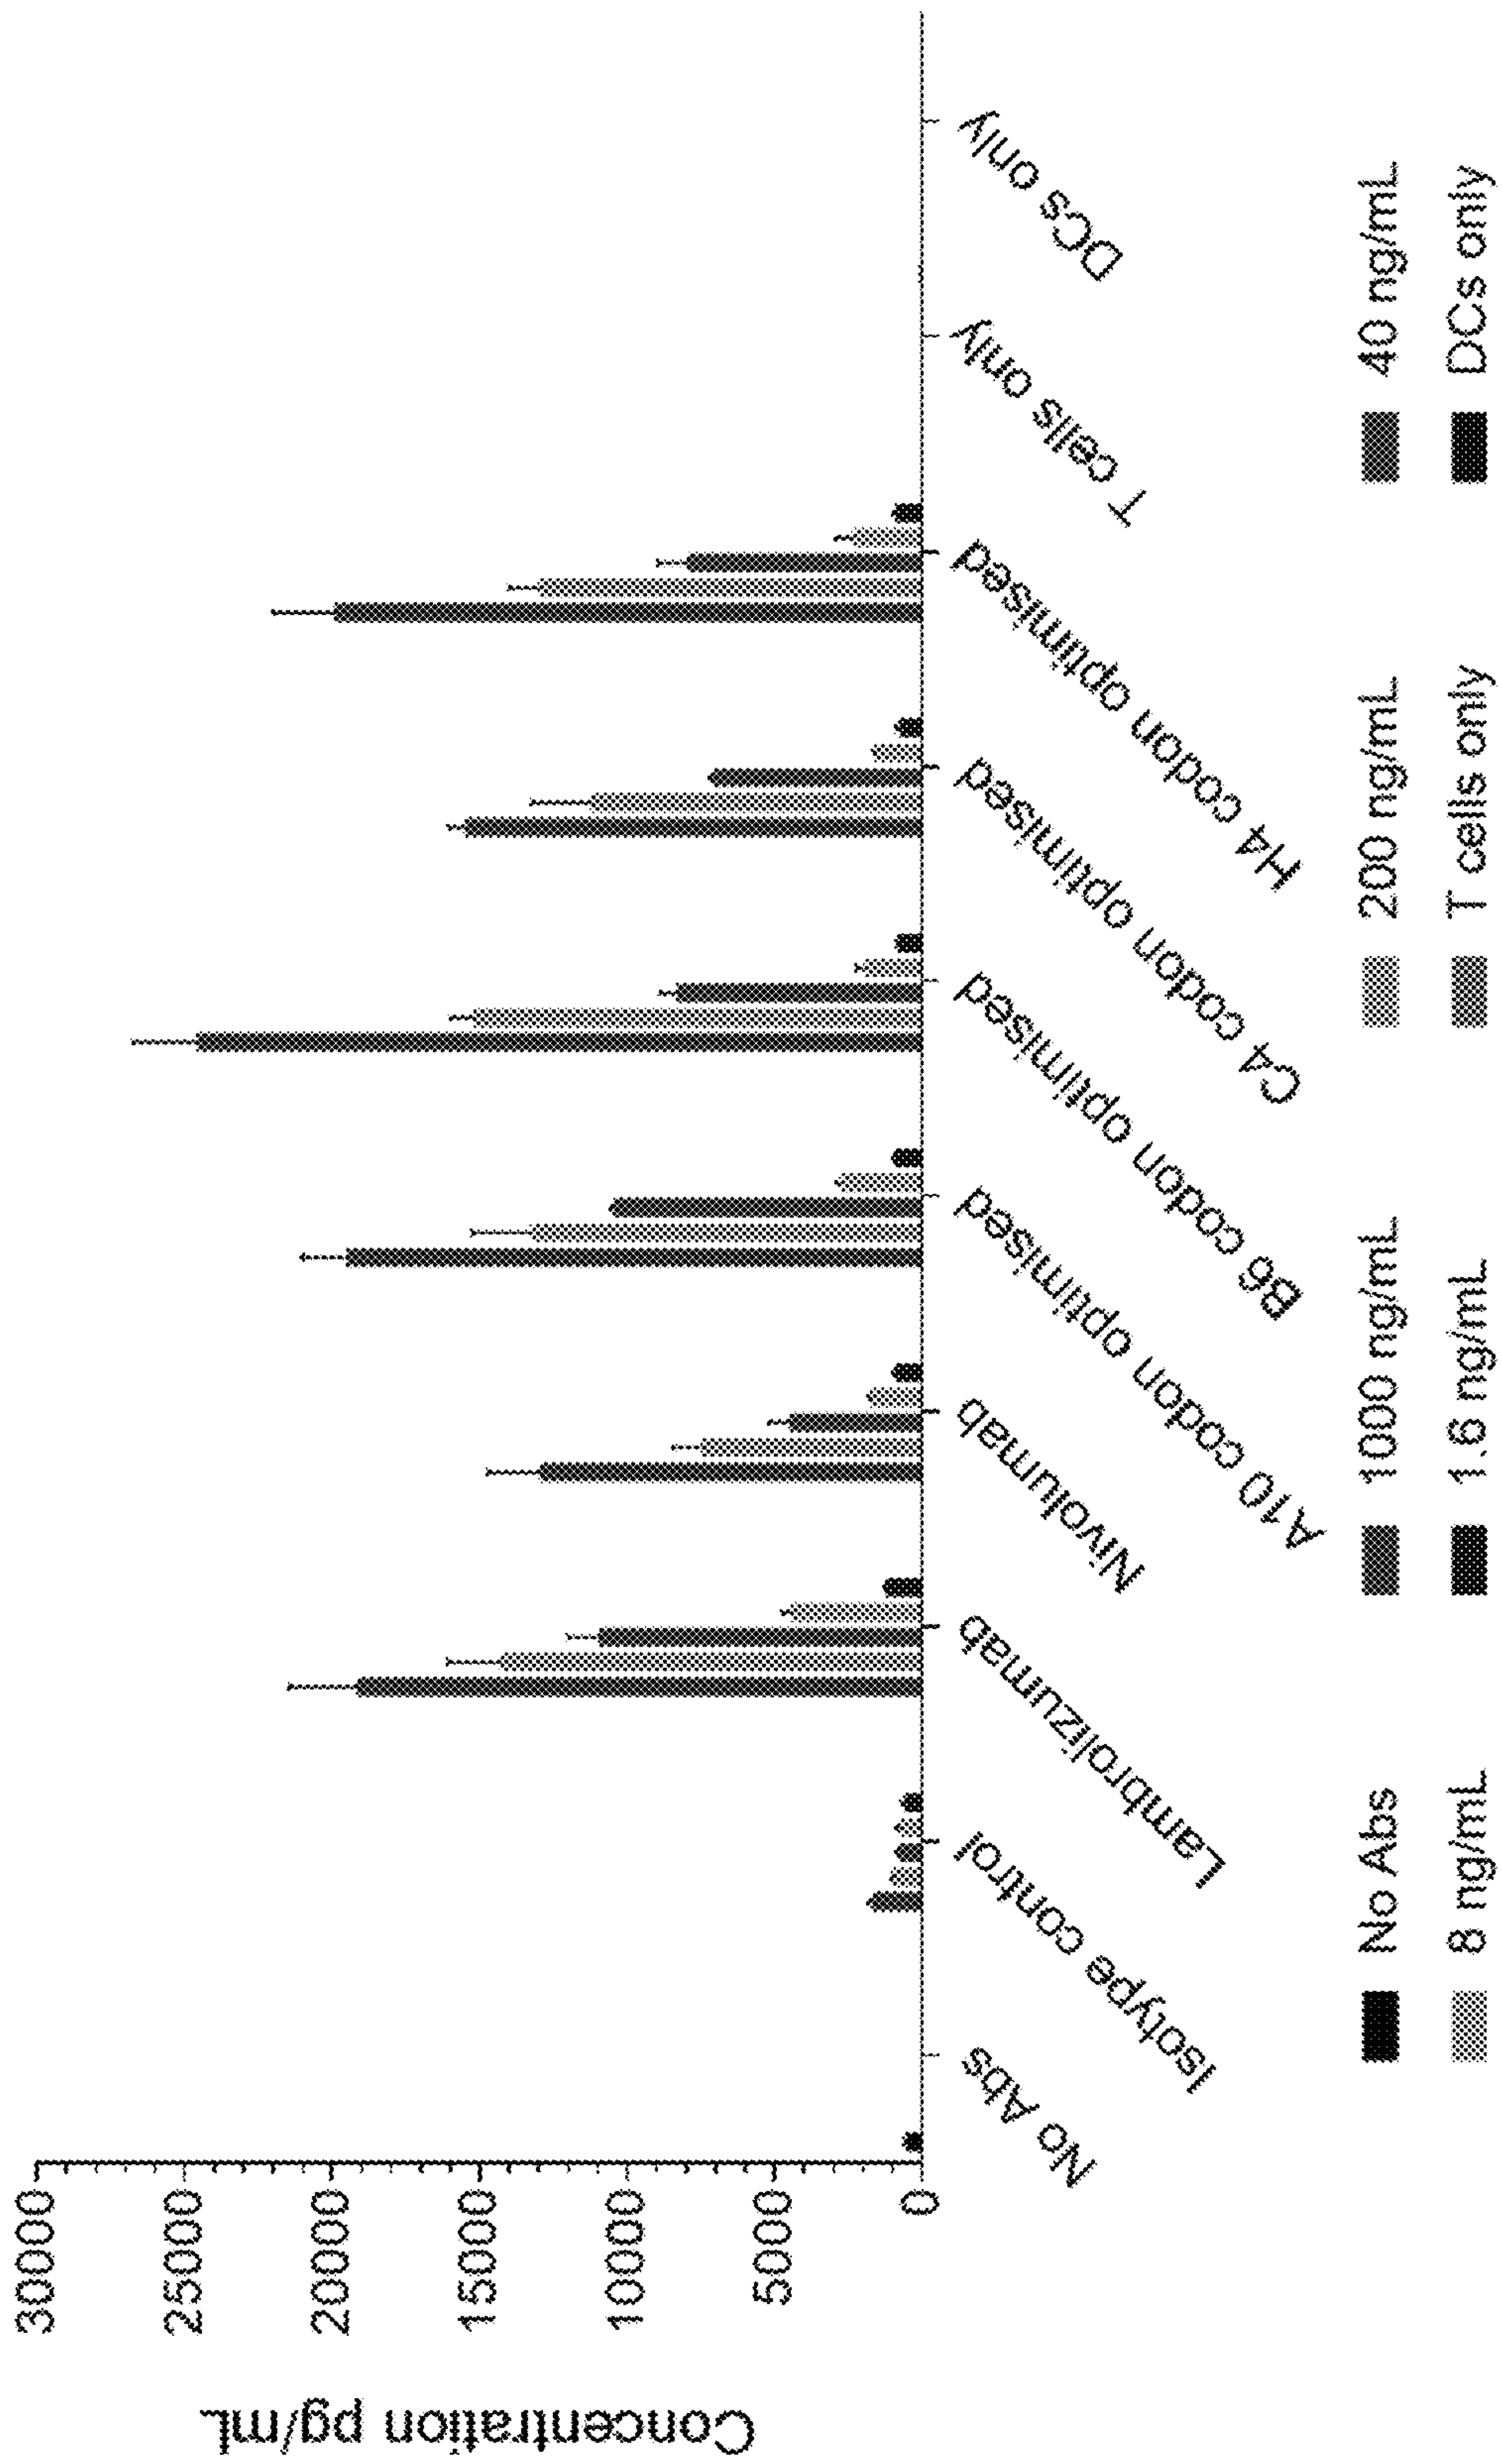 Concentration pg/mL
30000
25000
20000
15000
10000
5000
0
No Abs
Isotype control
Lambrolizumab
Nivolumab
A10 codon optimised
B6 codon optimised
C4 codon optimised
H4 codon optimised
T cells only
DCs only
No Abs 1000 ng/mL 200 ng/mL 40 ng/mL
8 ng/mL 1.6 ng/mL T cells only DCs only